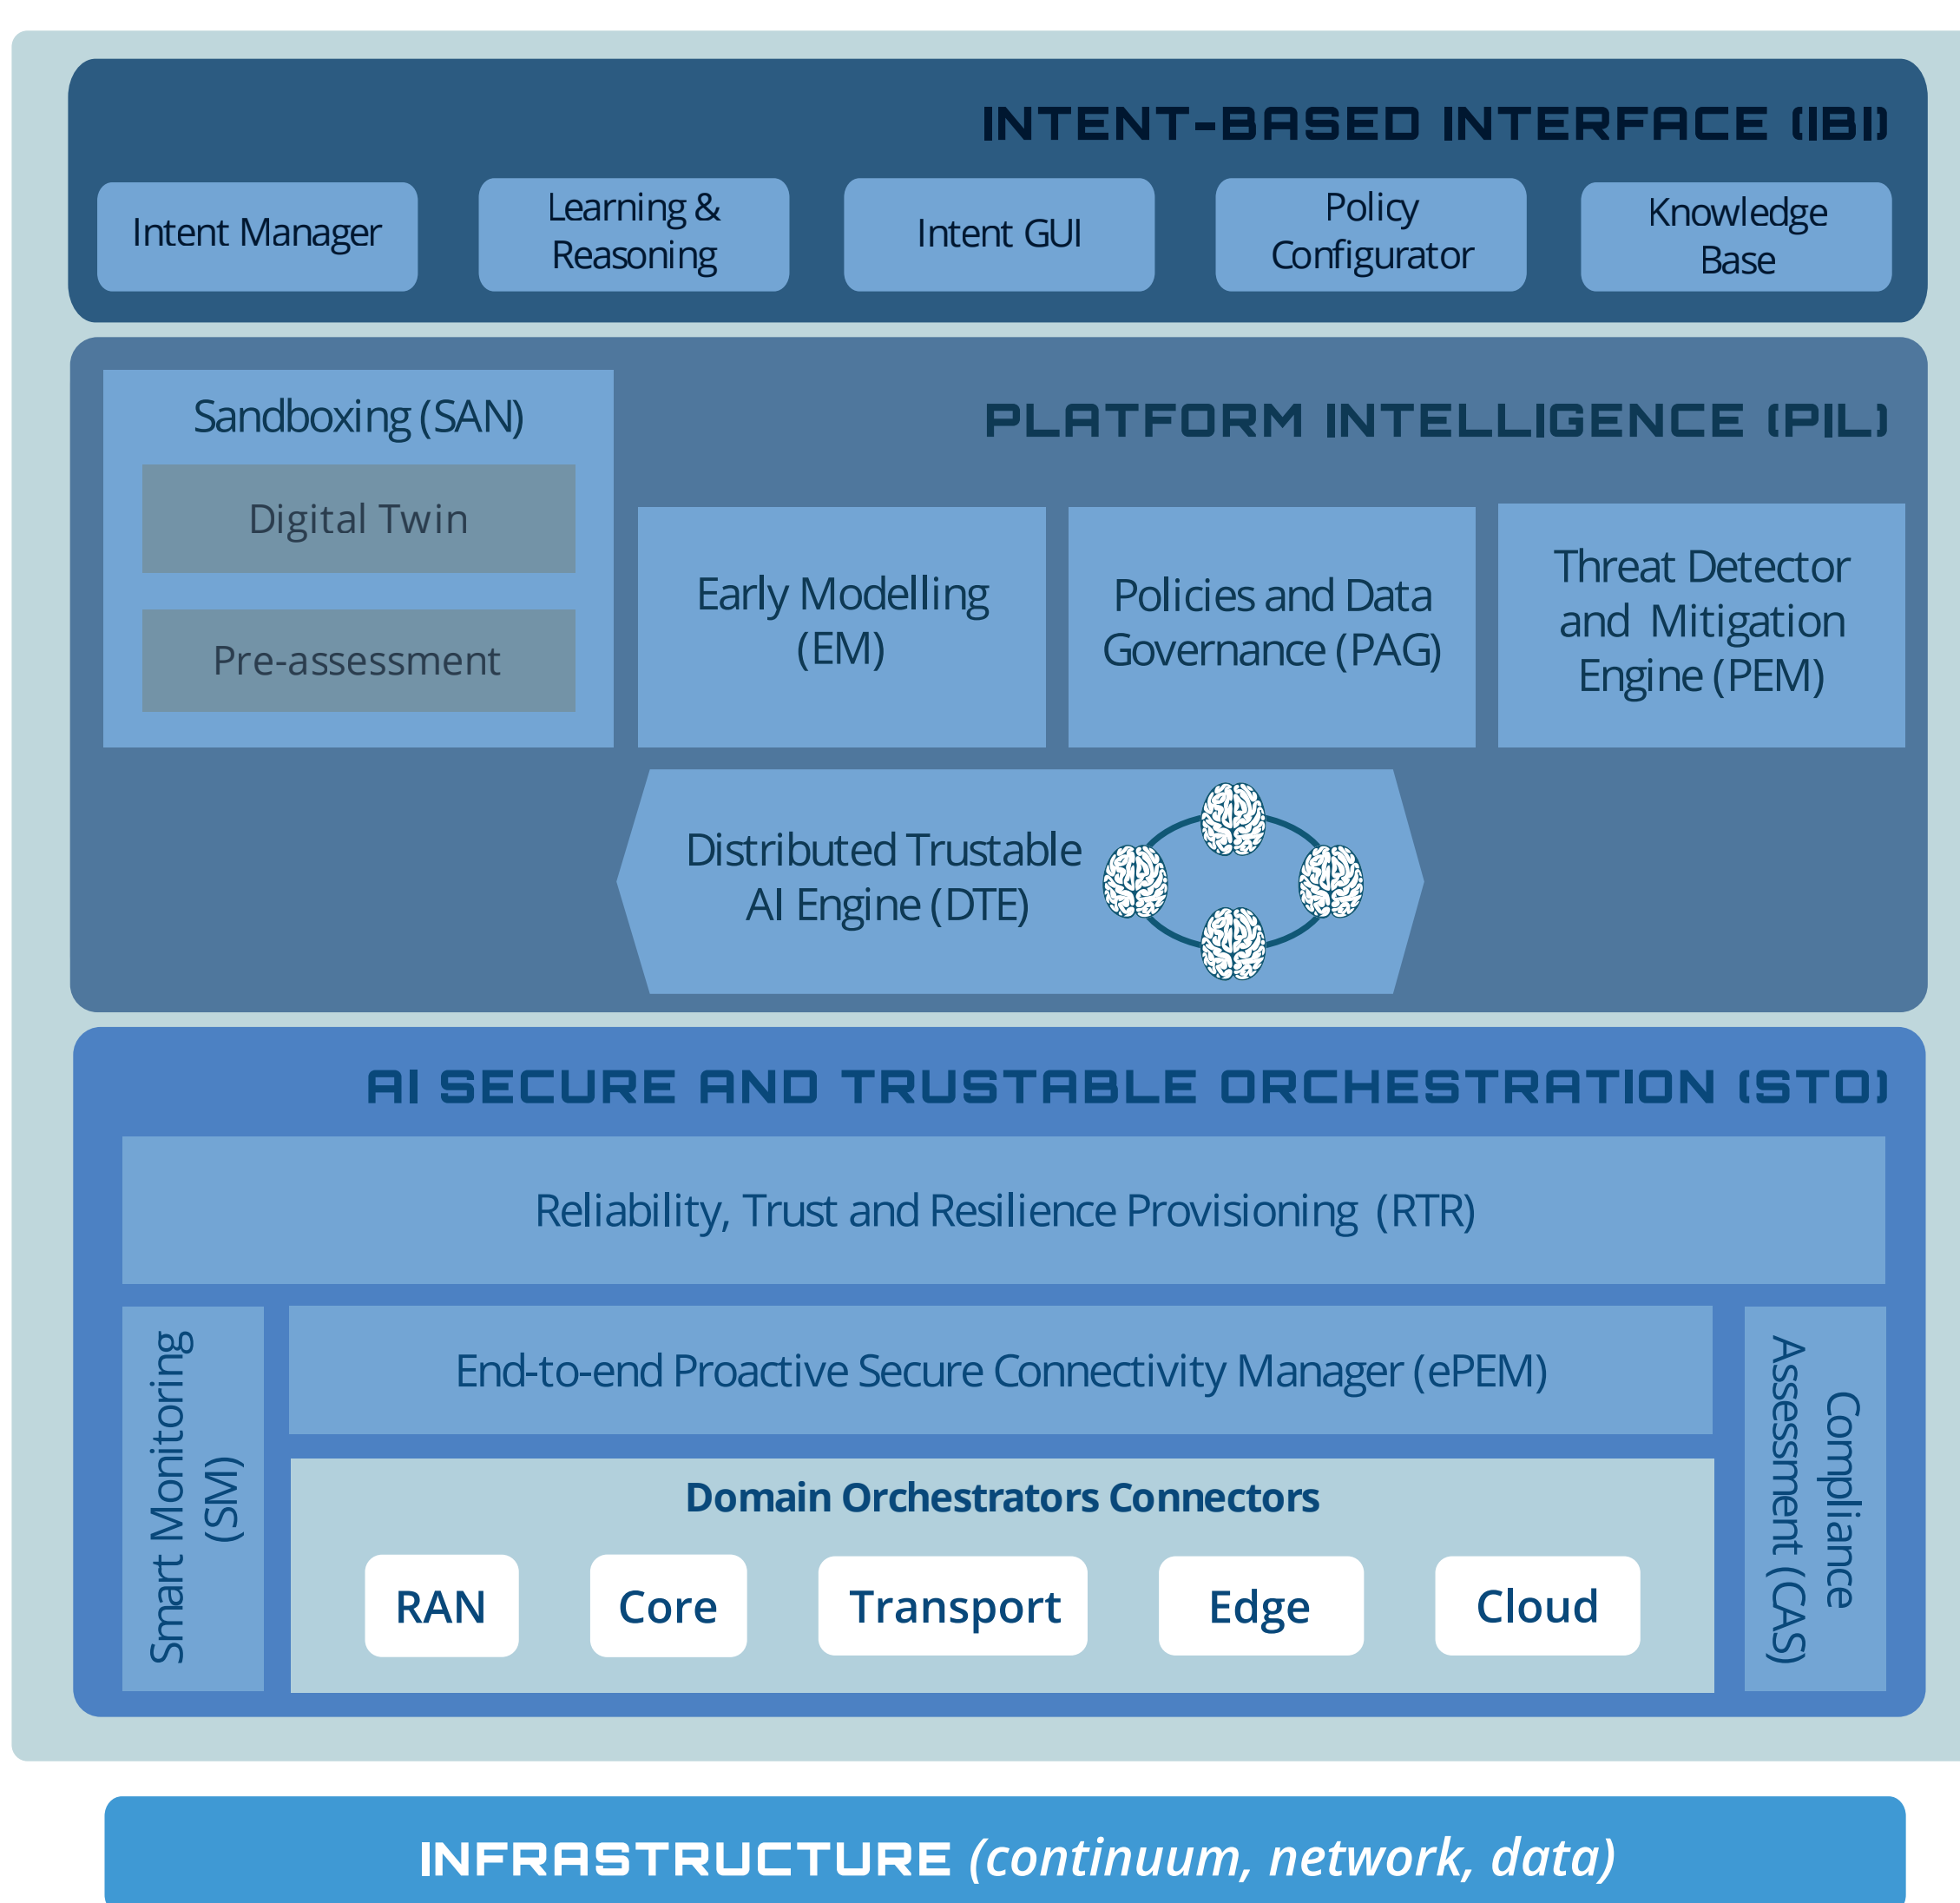 INTENT-BASED INTERFACE (IBI)
Intent Manager
Learning &
Reasoning
Intent GUI
Policy
Configurator
Knowledge
Base
PLATFORM INTELLIGENCE (PIL)
Sandboxing (SAN)
Digital Twin
Pre-assessment
Early Modelling
(EM)
Policies and Data
Governance (PAG)
Threat Detector
and Mitigation
Engine (PEM)
Distributed Trustable
AI Engine (DTE)
AI SECURE AND TRUSTABLE ORCHESTRATION (STO)
Reliability, Trust and Resilience Provisioning (RTR)
Smart Monitoring
(SM)
End-to-end Proactive Secure Connectivity Manager (ePEM)
Domain Orchestrators Connectors
RAN
Core
Transport
Edge
Cloud
Compliance
Assessment (CAS)
INFRASTRUCTURE (continuum, network, data)